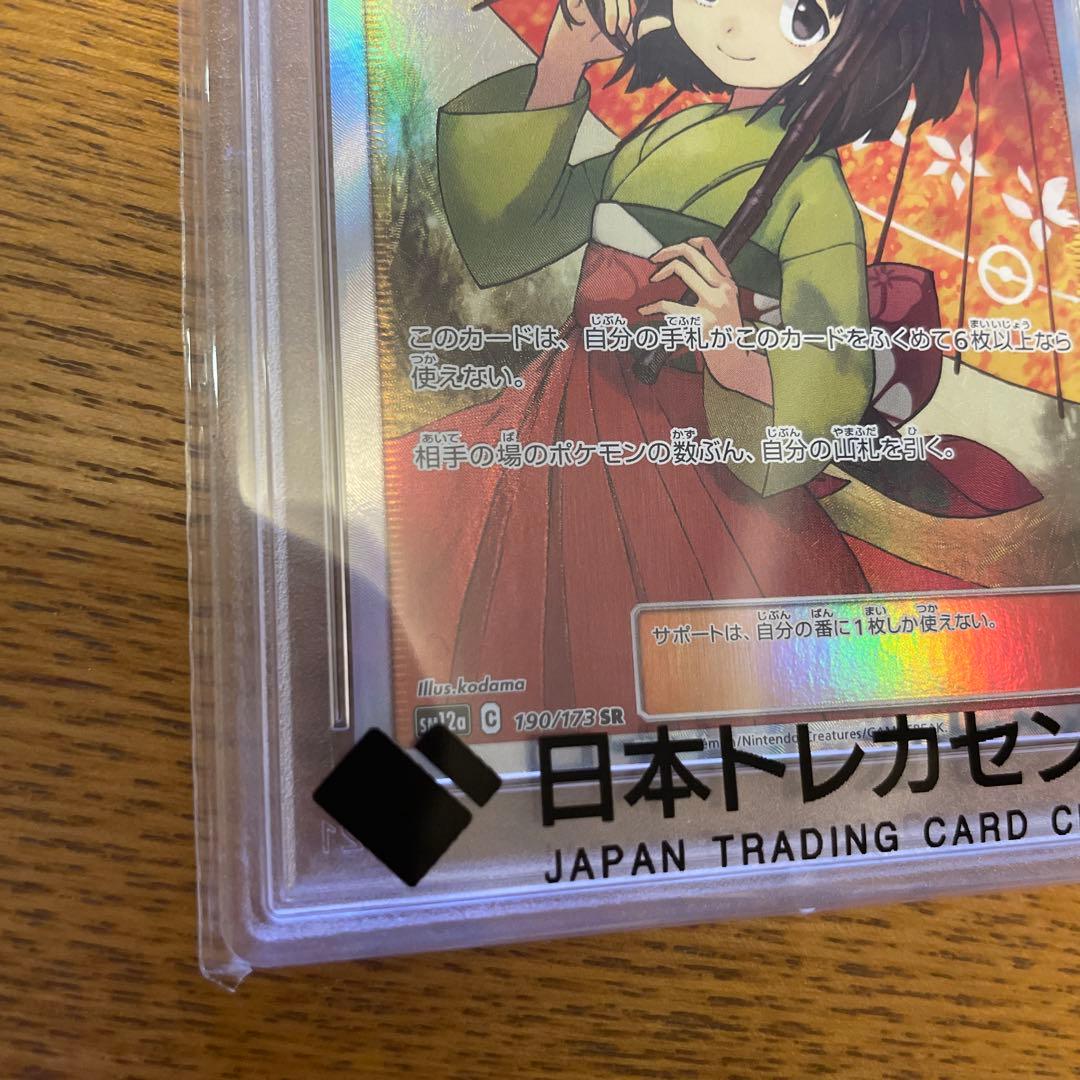 このカードは、自分の手札がこのカードをふくめて6枚以上なら
使えない。
相手の場のポケモンの数ぶん、自分の山札を引く。
サポートは、自分の番に1枚しか使えない。
Illus.kodama
SM12a C 190/173 SR
/Nintendo/Creatures/GAME FREAK.
日本トレカセン
JAPAN TRADING CARD C